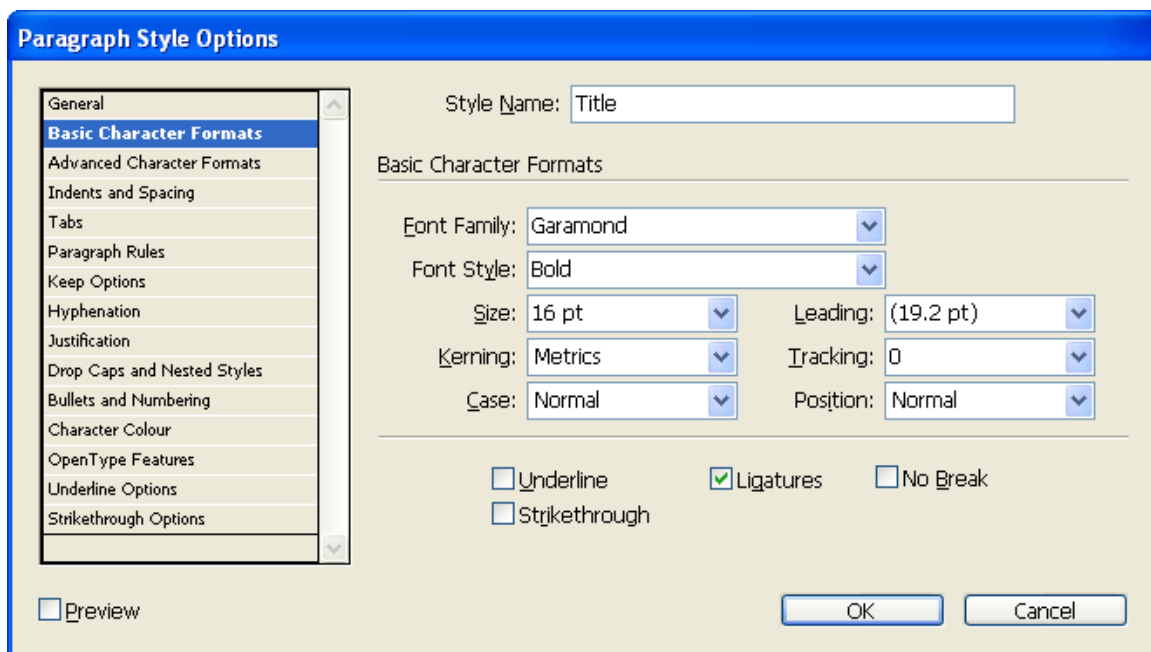 Paragraph Style Options
General
Basic Character Formats
Advanced Character Formats
Indents and Spacing
Tabs
Paragraph Rules
Keep Options
Hyphenation
Justification
Drop Caps and Nested Styles
Bullets and Numbering
Character Colour
OpenType Features
Underline Options
Strikethrough Options
Style Name: Title
Basic Character Formats
Font Family: Garamond
Font Style: Bold
Size: 16 pt Leading: (19.2 pt)
Kerning: Metrics Tracking: 0
Case: Normal Position: Normal
Underline Ligatures No Break
Strikethrough
Preview OK Cancel